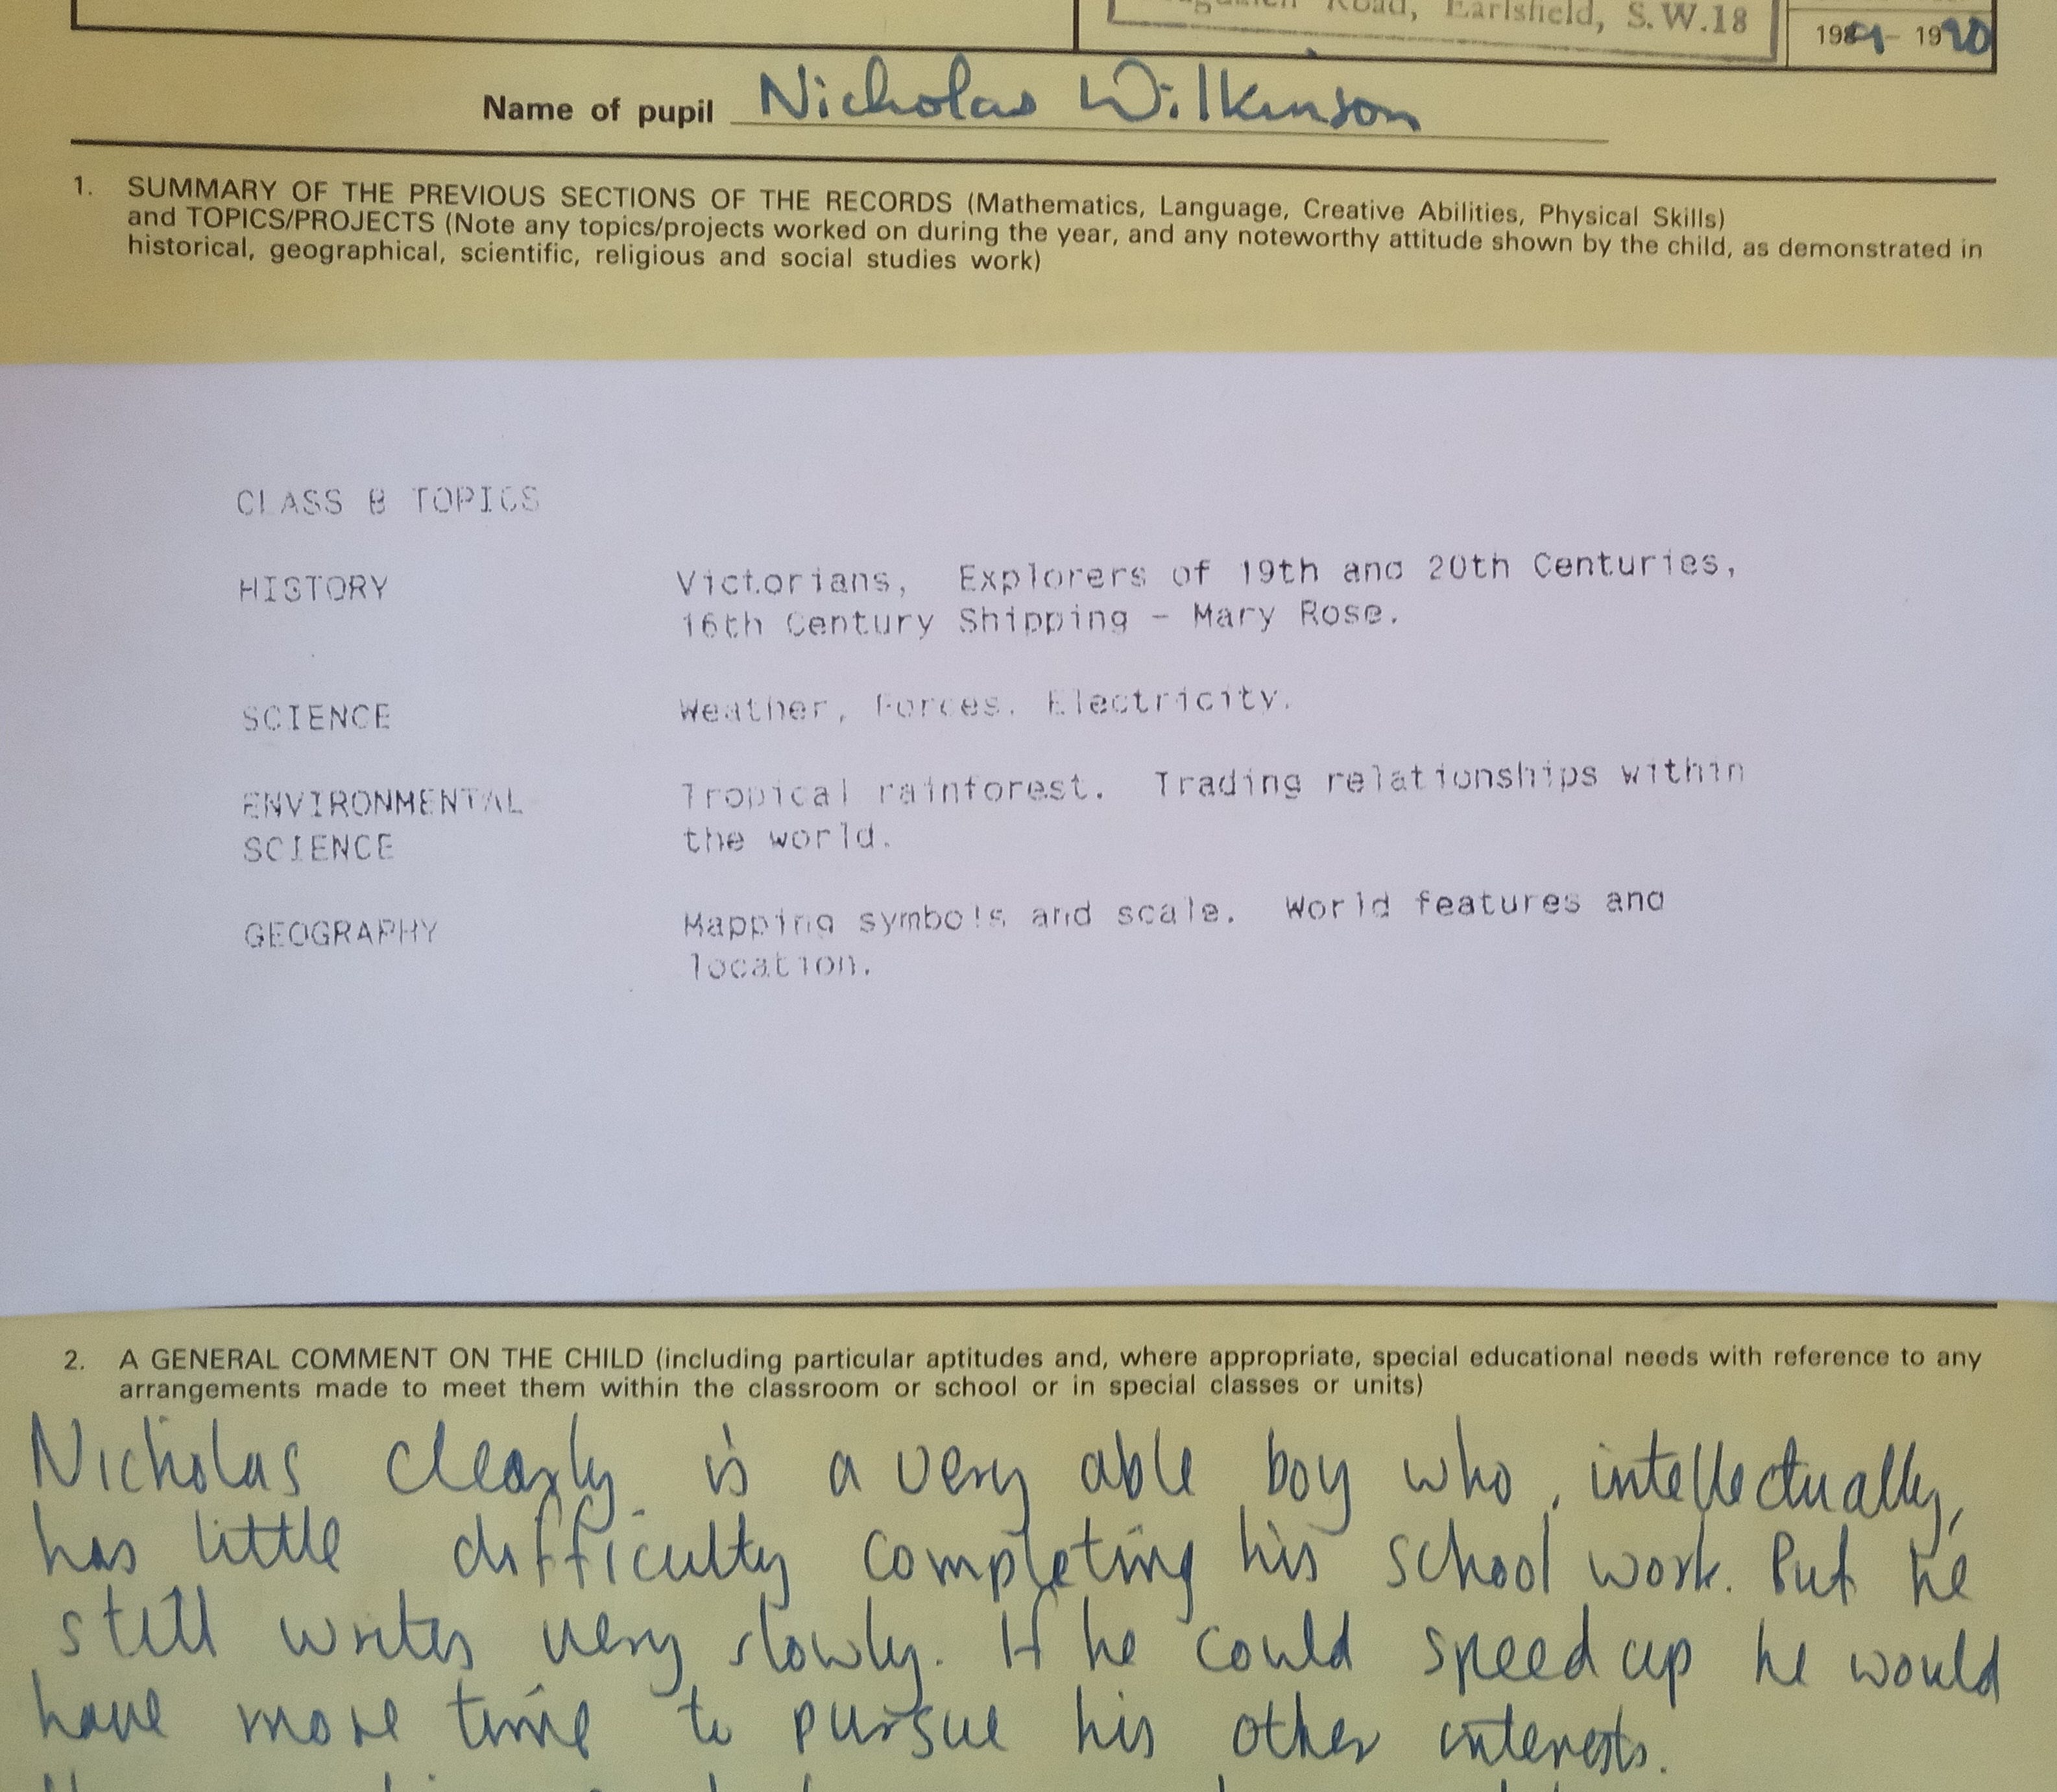 Road, Earlsfield, S.W.18
1989 - 1990
Name of pupil Nicholas Wilkinson
1. SUMMARY OF THE PREVIOUS SECTIONS OF THE RECORDS (Mathematics, Language, Creative Abilities, Physical Skills)
and TOPICS/PROJECTS (Note any topics/projects worked on during the year, and any noteworthy attitude shown by the child, as demonstrated in
historical, geographical, scientific, religious and social studies work)
CLASS B TOPICS
HISTORY Victorians, Explorers of 19th and 20th Centuries,
16th Century Shipping - Mary Rose.
SCIENCE Weather, Forces. Electricity.
ENVIRONMENTAL Tropical rainforest. Trading relationships within
SCIENCE the world.
GEOGRAPHY Mapping symbols and scale. World features and
location.
2. A GENERAL COMMENT ON THE CHILD (including particular aptitudes and, where appropriate, special educational needs with reference to any
arrangements made to meet them within the classroom or school or in special classes or units)
Nicholas clearly is a very able boy who, intellectually,
has little difficulty completing his school work. But he
still writes very slowly. If he could speed up he would
have more time to pursue his other interests.